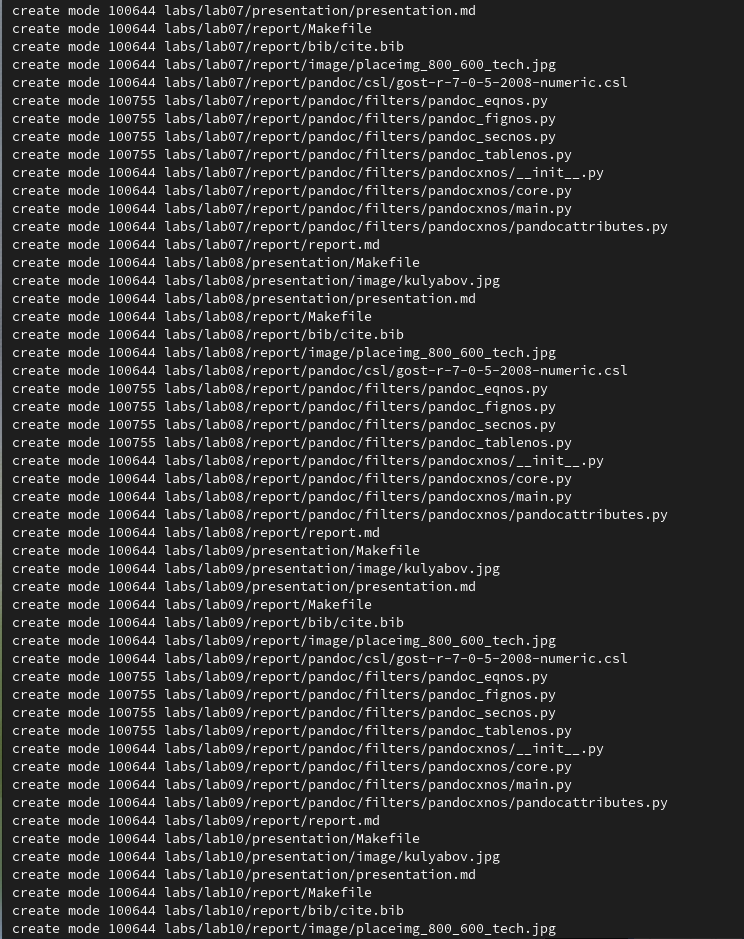 create mode 100644 labs/lab07/presentation/presentation.md
create mode 100644 labs/lab07/report/Makefile
create mode 100644 labs/lab07/report/bib/cite.bib
create mode 100644 labs/lab07/report/image/placeimg_800_600_tech.jpg
create mode 100644 labs/lab07/report/pandoc/csl/gost-r-7-0-5-2008-numeric.csl
create mode 100755 labs/lab07/report/pandoc/filters/pandoc_eqnos.py
create mode 100755 labs/lab07/report/pandoc/filters/pandoc_fignos.py
create mode 100755 labs/lab07/report/pandoc/filters/pandoc_secnos.py
create mode 100755 labs/lab07/report/pandoc/filters/pandoc_tablenos.py
create mode 100644 labs/lab07/report/pandoc/filters/pandocxnos/__init__.py
create mode 100644 labs/lab07/report/pandoc/filters/pandocxnos/core.py
create mode 100644 labs/lab07/report/pandoc/filters/pandocxnos/main.py
create mode 100644 labs/lab07/report/pandoc/filters/pandocxnos/pandocattributes.py
create mode 100644 labs/lab07/report/report.md
create mode 100644 labs/lab08/presentation/Makefile
create mode 100644 labs/lab08/presentation/image/kulyabov.jpg
create mode 100644 labs/lab08/presentation/presentation.md
create mode 100644 labs/lab08/report/Makefile
create mode 100644 labs/lab08/report/bib/cite.bib
create mode 100644 labs/lab08/report/image/placeimg_800_600_tech.jpg
create mode 100644 labs/lab08/report/pandoc/csl/gost-r-7-0-5-2008-numeric.csl
create mode 100755 labs/lab08/report/pandoc/filters/pandoc_eqnos.py
create mode 100755 labs/lab08/report/pandoc/filters/pandoc_fignos.py
create mode 100755 labs/lab08/report/pandoc/filters/pandoc_secnos.py
create mode 100755 labs/lab08/report/pandoc/filters/pandoc_tablenos.py
create mode 100644 labs/lab08/report/pandoc/filters/pandocxnos/__init__.py
create mode 100644 labs/lab08/report/pandoc/filters/pandocxnos/core.py
create mode 100644 labs/lab08/report/pandoc/filters/pandocxnos/main.py
create mode 100644 labs/lab08/report/pandoc/filters/pandocxnos/pandocattributes.py
create mode 100644 labs/lab08/report/report.md
create mode 100644 labs/lab09/presentation/Makefile
create mode 100644 labs/lab09/presentation/image/kulyabov.jpg
create mode 100644 labs/lab09/presentation/presentation.md
create mode 100644 labs/lab09/report/Makefile
create mode 100644 labs/lab09/report/bib/cite.bib
create mode 100644 labs/lab09/report/image/placeimg_800_600_tech.jpg
create mode 100644 labs/lab09/report/pandoc/csl/gost-r-7-0-5-2008-numeric.csl
create mode 100755 labs/lab09/report/pandoc/filters/pandoc_eqnos.py
create mode 100755 labs/lab09/report/pandoc/filters/pandoc_fignos.py
create mode 100755 labs/lab09/report/pandoc/filters/pandoc_secnos.py
create mode 100755 labs/lab09/report/pandoc/filters/pandoc_tablenos.py
create mode 100644 labs/lab09/report/pandoc/filters/pandocxnos/__init__.py
create mode 100644 labs/lab09/report/pandoc/filters/pandocxnos/core.py
create mode 100644 labs/lab09/report/pandoc/filters/pandocxnos/main.py
create mode 100644 labs/lab09/report/pandoc/filters/pandocxnos/pandocattributes.py
create mode 100644 labs/lab09/report/report.md
create mode 100644 labs/lab10/presentation/Makefile
create mode 100644 labs/lab10/presentation/image/kulyabov.jpg
create mode 100644 labs/lab10/presentation/presentation.md
create mode 100644 labs/lab10/report/Makefile
create mode 100644 labs/lab10/report/bib/cite.bib
create mode 100644 labs/lab10/report/image/placeimg_800_600_tech.jpg